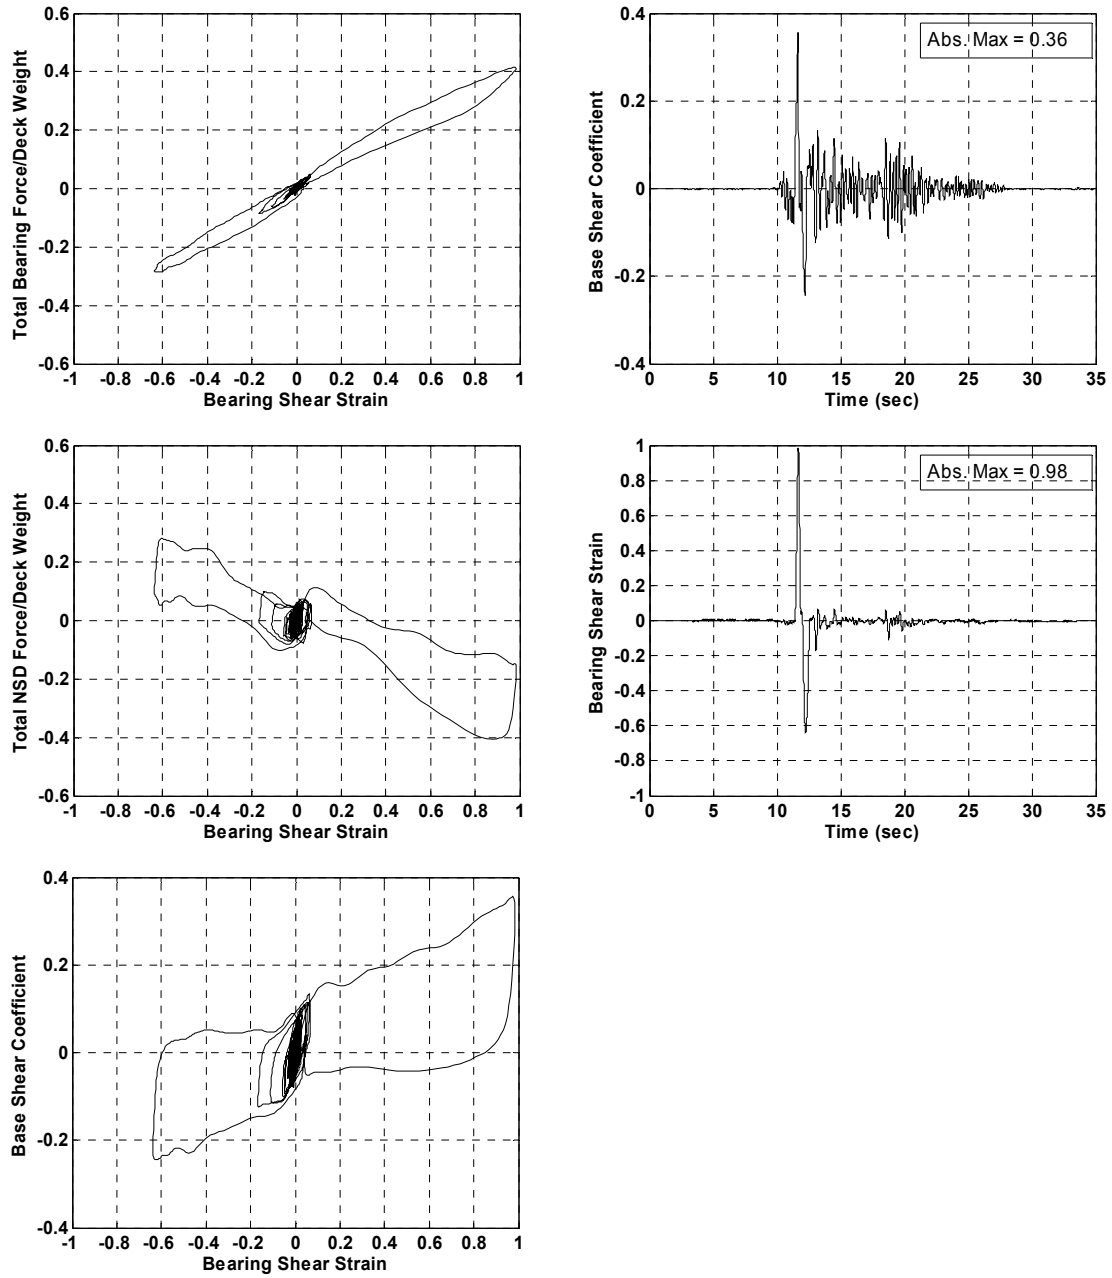 Total Bearing Force/Deck Weight
0.6
0.4
0.2
0
-0.2
-0.4
-0.6
-1 -0.8 -0.6 -0.4 -0.2 0 0.2 0.4 0.6 0.8 1
Bearing Shear Strain
Base Shear Coefficient
0.4
0.2
0
-0.2
-0.4
Abs. Max = 0.36
0 5 10 15 20 25 30 35
Time (sec)
Total NSD Force/Deck Weight
0.6
0.4
0.2
0
-0.2
-0.4
-0.6
-1 -0.8 -0.6 -0.4 -0.2 0 0.2 0.4 0.6 0.8 1
Bearing Shear Strain
Bearing Shear Strain
1
0.8
0.6
0.4
0.2
0
-0.2
-0.4
-0.6
-0.8
-1
Abs. Max = 0.98
0 5 10 15 20 25 30 35
Time (sec)
Base Shear Coefficient
0.4
0.2
0
-0.2
-0.4
-1 -0.8 -0.6 -0.4 -0.2 0 0.2 0.4 0.6 0.8 1
Bearing Shear Strain